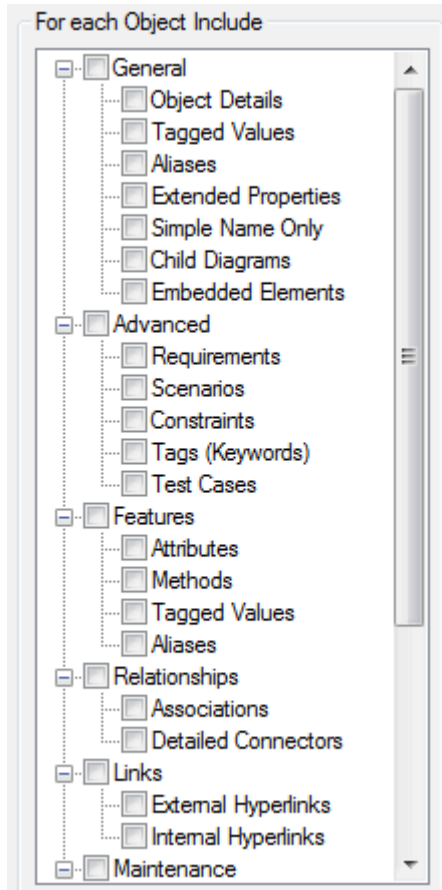 For each Object Include
General
Object Details
Tagged Values
Aliases
Extended Properties
Simple Name Only
Child Diagrams
Embedded Elements
Advanced
Requirements
Scenarios
Constraints
Tags (Keywords)
Test Cases
Features
Attributes
Methods
Tagged Values
Aliases
Relationships
Associations
Detailed Connectors
Links
External Hyperlinks
Internal Hyperlinks
Maintenance